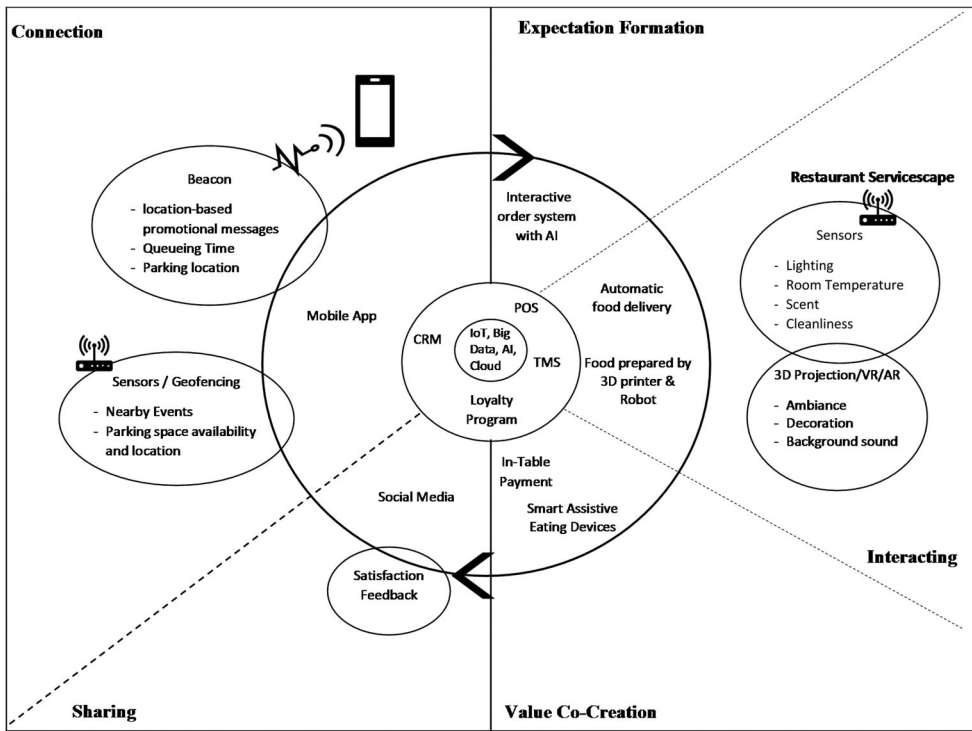 Connection
Expectation Formation
Beacon
- location-based
promotional messages
- Queueing Time
- Parking location
Interactive
order system
with AI
Restaurant Servicescape
Sensors
- Lighting
- Room Temperature
- Scent
- Cleanliness
Mobile App
Automatic
food delivery
POS
CRM
IoT, Big
Data, AI,
Cloud
TMS
Loyalty
Program
Food prepared by
3D printer &
Robot
Sensors / Geofencing
- Nearby Events
- Parking space availability
and location
3D Projection/VR/AR
- Ambiance
- Decoration
- Background sound
Social Media
In-Table
Payment
Smart Assistive
Eating Devices
Satisfaction
Feedback
Interacting
Sharing
Value Co-Creation